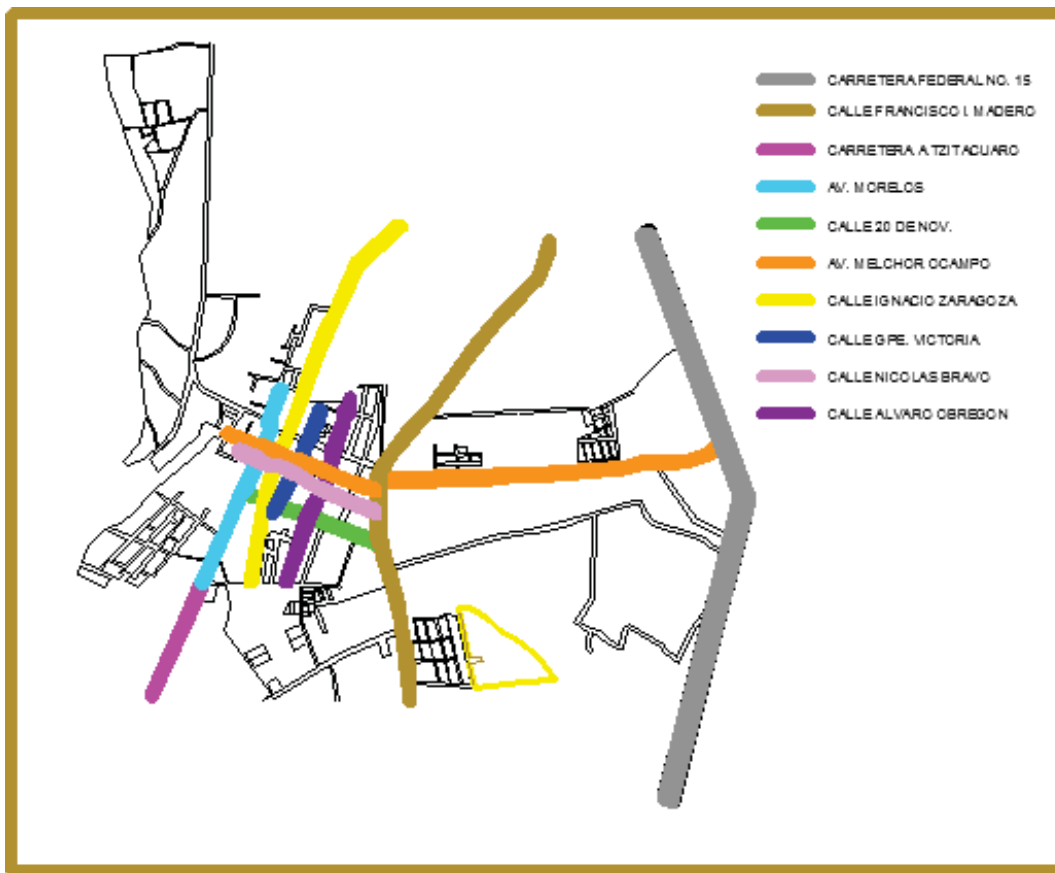 CARRETERA FEDERAL NO. 15
CALLE FRANCISCO I. MADERO
CARRETERA A TZITACUARO
AV. MORELOS
CALLE 20 DE NOV.
AV. MELCHOR OCAMPO
CALLE IGNACIO ZARAGOZA
CALLE GPE. VICTORIA
CALLE NICOLAS BRAVO
CALLE ALVARO OBREGON